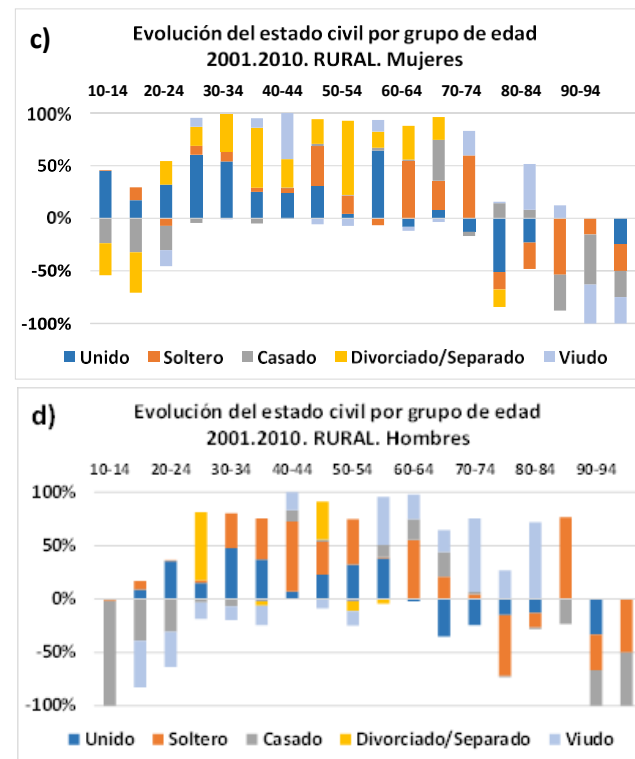 c)
Evolución del estado civil por grupo de edad
2001.2010. RURAL. Mujeres
10-14 20-24 30-34 40-44 50-54 60-64 70-74 80-84 90-94
100%
50%
0%
-50%
-100%
Unido Soltero Casado Divorciado/Separado Viudo
d)
Evolución del estado civil por grupo de edad
2001.2010. RURAL. Hombres
10-14 20-24 30-34 40-44 50-54 60-64 70-74 80-84 90-94
100%
50%
0%
-50%
-100%
Unido Soltero Casado Divorciado/Separado Viudo